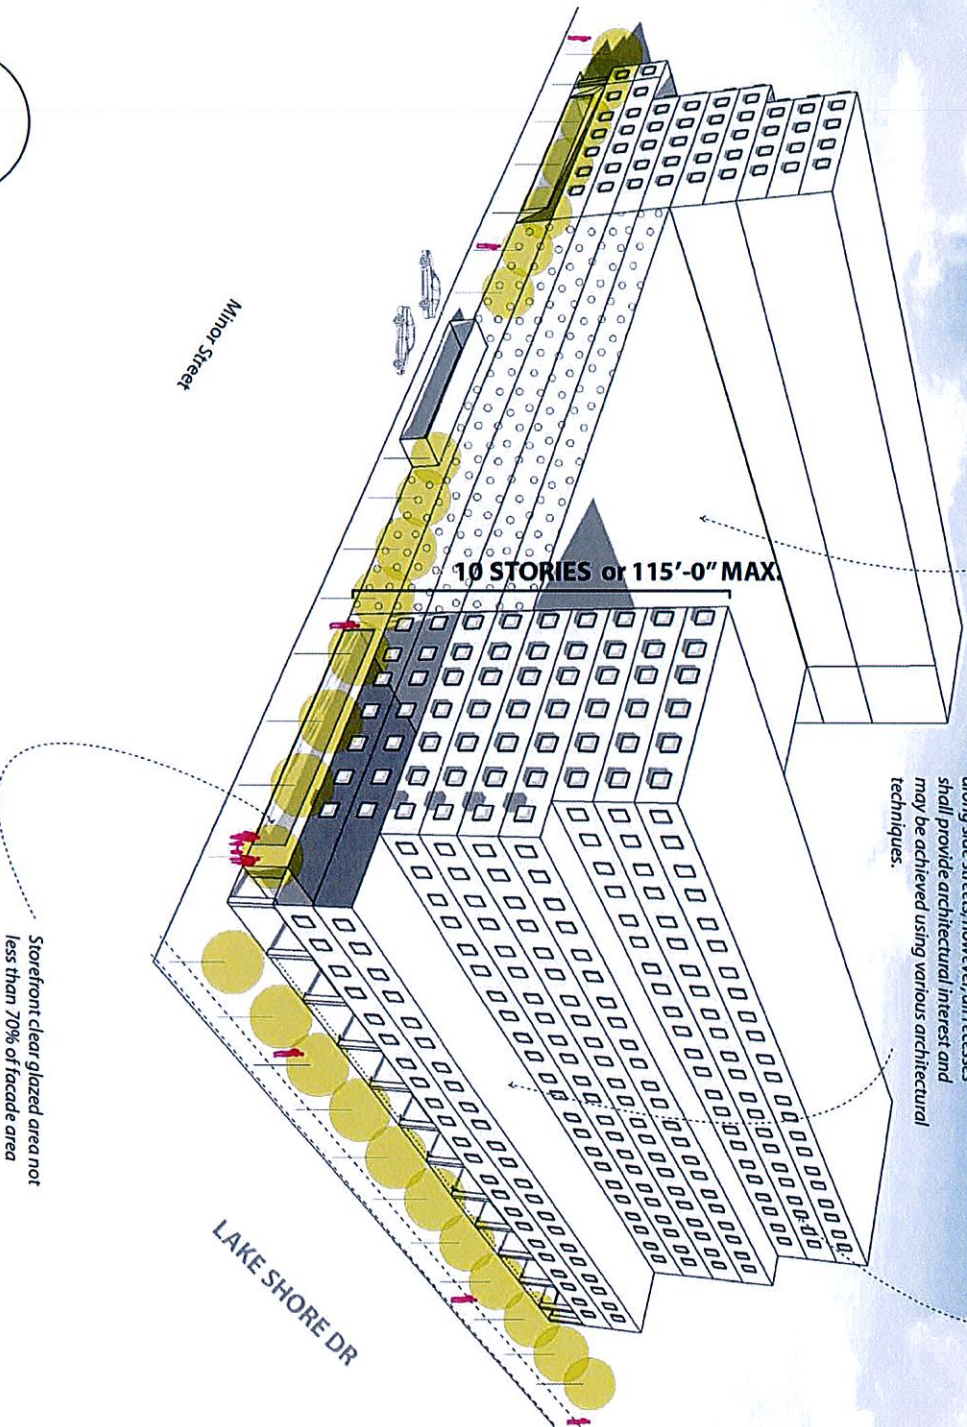 shall provide architectural interest and
may be achieved using various architectural
techniques.
10 STORIES or 115'-0" MAX.
Minor Street
LAKE SHORE DR
Storefront clear glazed area not
less than 70% of facade area